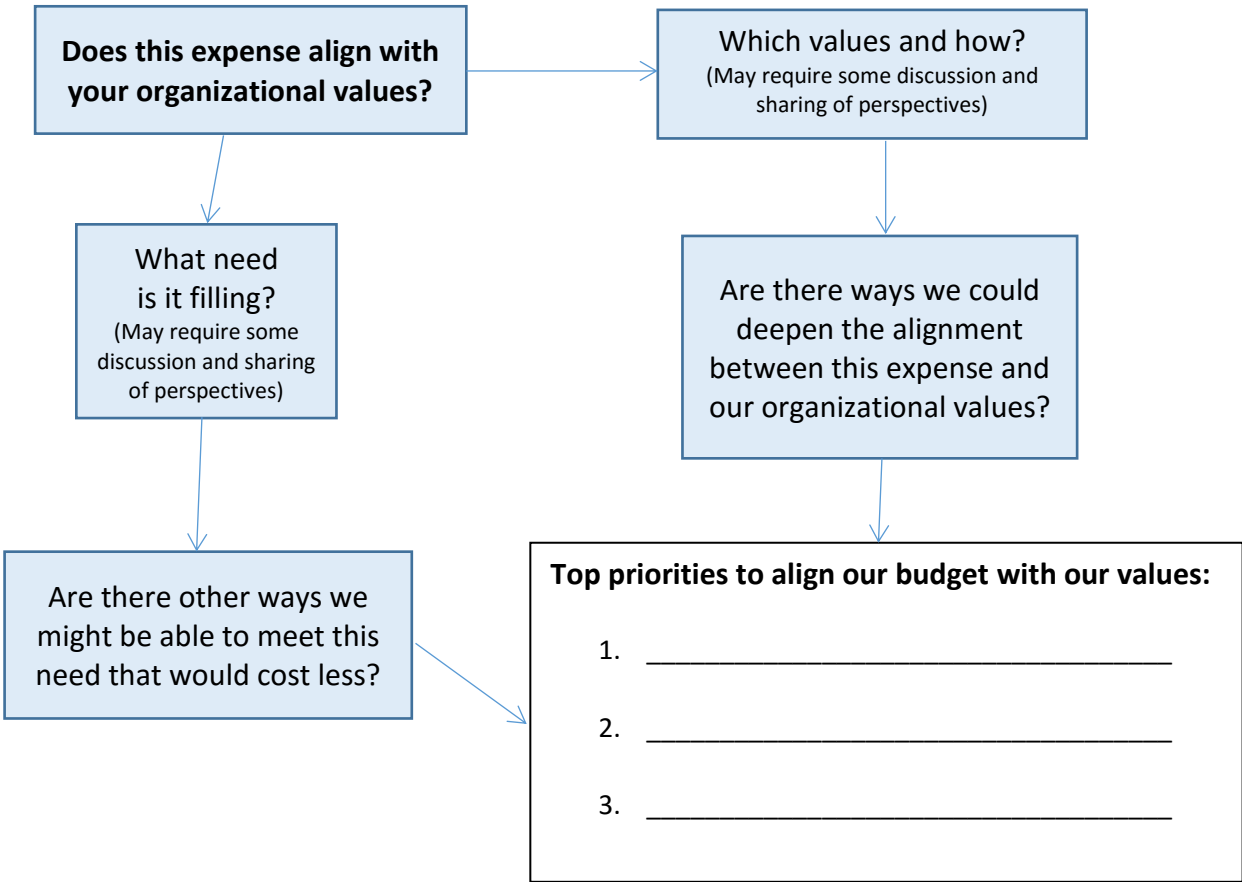 Does this expense align with
your organizational values?
Which values and how?
(May require some discussion and
sharing of perspectives)
What need
is it filling?
(May require some
discussion and sharing
of perspectives)
Are there ways we could
deepen the alignment
between this expense and
our organizational values?
Are there other ways we
might be able to meet this
need that would cost less?
Top priorities to align our budget with our values:
1. ____________________________________
2. ____________________________________
3. ____________________________________